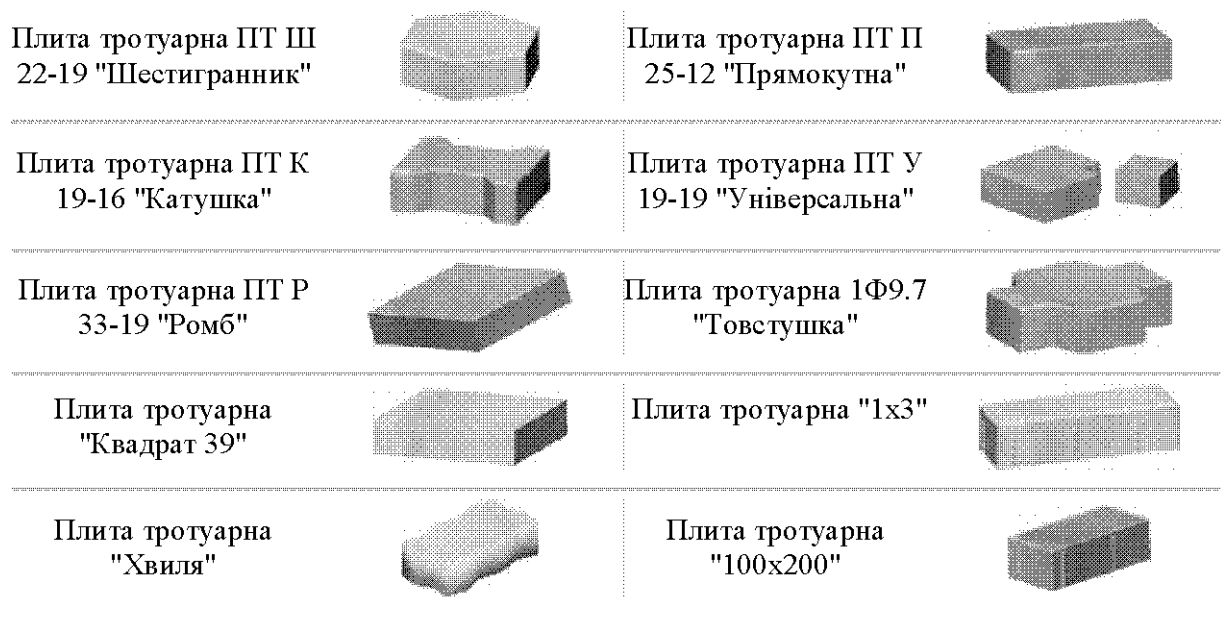 Плита тротуарна ПТ Ш
22-19 "Шестигранник"
Плита тротуарна ПТ П
25-12 "Прямокутна"
Плита тротуарна ПТ К
19-16 "Катушка"
Плита тротуарна ПТ У
19-19 "Універсальна"
Плита тротуарна ПТ Р
33-19 "Ромб"
Плита тротуарна 1Ф9.7
"Товстушка"
Плита тротуарна
"Квадрат 39"
Плита тротуарна "1х3"
Плита тротуарна
"Хвиля"
Плита тротуарна
"100х200"